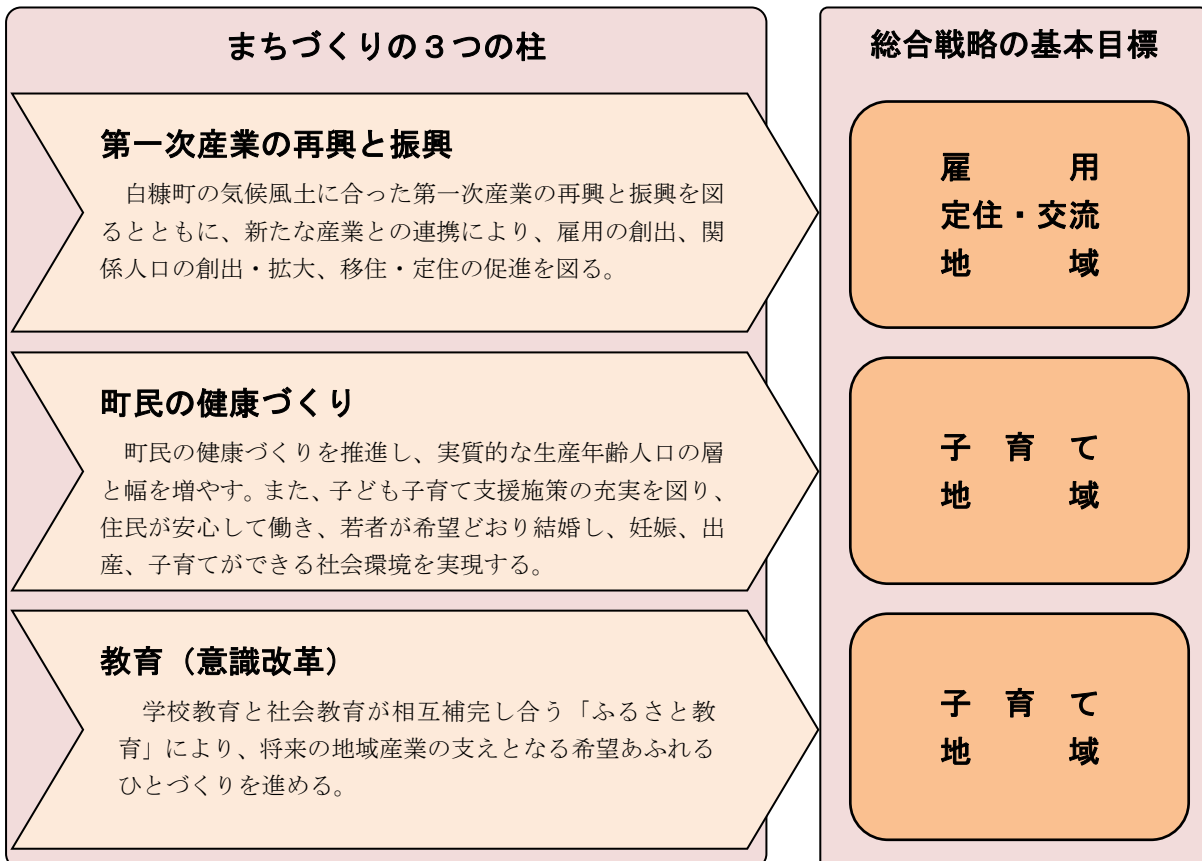 まちづくりの３つの柱
総合戦略の基本目標
第一次産業の再興と振興
白糠町の気候風土に合った第一次産業の再興と振興を図
るとともに、新たな産業との連携により、雇用の創出、関
係人口の創出・拡大、移住・定住の促進を図る。
雇用
定住・交流
地域
町民の健康づくり
町民の健康づくりを推進し、実質的な生産年齢人口の層
と幅を増やす。また、子ども子育て支援施策の充実を図り、
住民が安心して働き、若者が希望どおり結婚し、妊娠、出
産、子育てができる社会環境を実現する。
子育て
地域
教育（意識改革）
学校教育と社会教育が相互補完し合う「ふるさと教
育」により、将来の地域産業の支えとなる希望あふれる
ひとづくりを進める。
子育て
地域